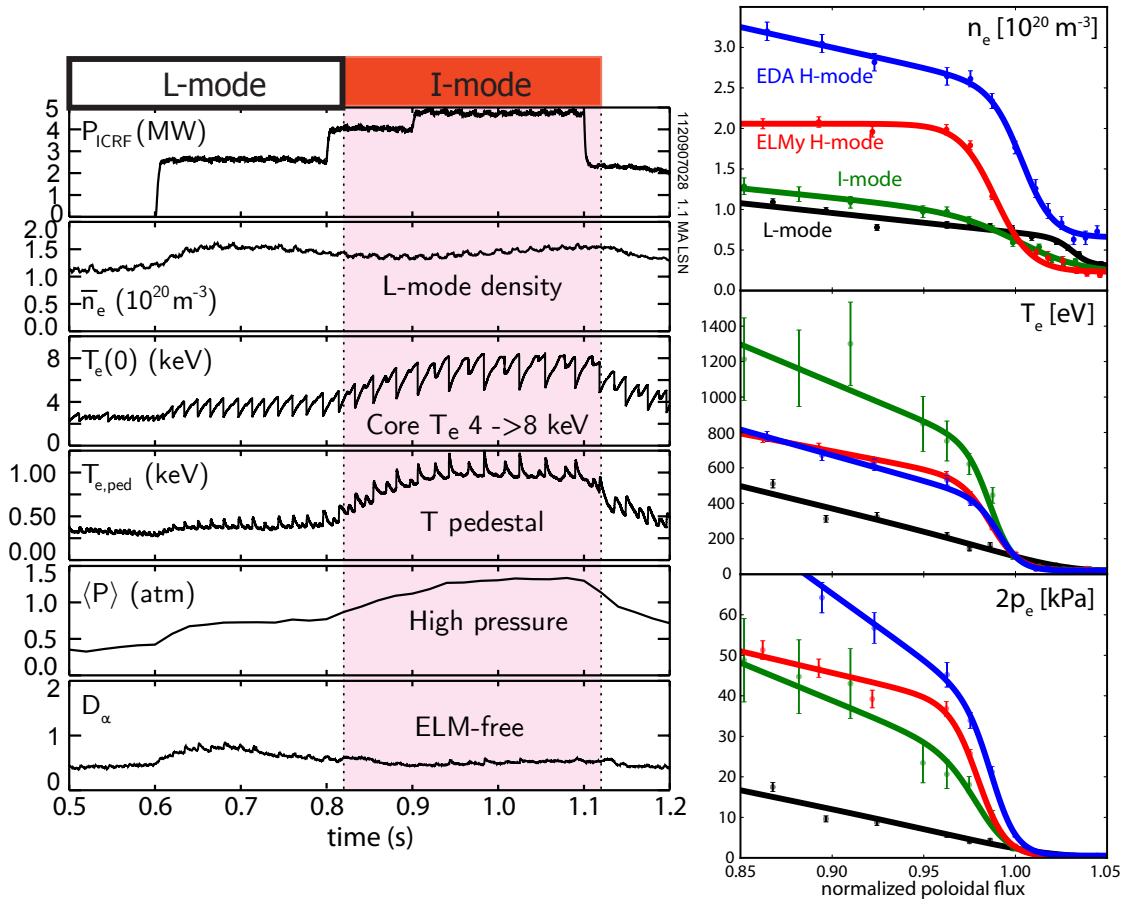 L-mode
I-mode
P_ICRF (MW)
5
4
3
2
1
0
2.0
1.5
1.0
0.5
0.0
n̅_e (10^20 m^-3)
L-mode density
T_e(0) (keV)
8
4
0
Core T_e 4 ->8 keV
T_e,ped (keV)
1.00
0.50
0.00
T pedestal
⟨P⟩ (atm)
1.5
1.0
0.5
0.0
High pressure
D_α
2
1
0
ELM-free
0.5 0.6 0.7 0.8 0.9 1.0 1.1 1.2
time (s)
1120907028 1.1 MA LSN
n_e [10^20 m^-3]
3.0
2.5
2.0
1.5
1.0
0.5
0.0
EDA H-mode
ELMy H-mode
I-mode
L-mode
T_e [eV]
1400
1200
1000
800
600
400
200
0
2p_e [kPa]
60
50
40
30
20
10
0
0.85 0.90 0.95 1.00 1.05
normalized poloidal flux